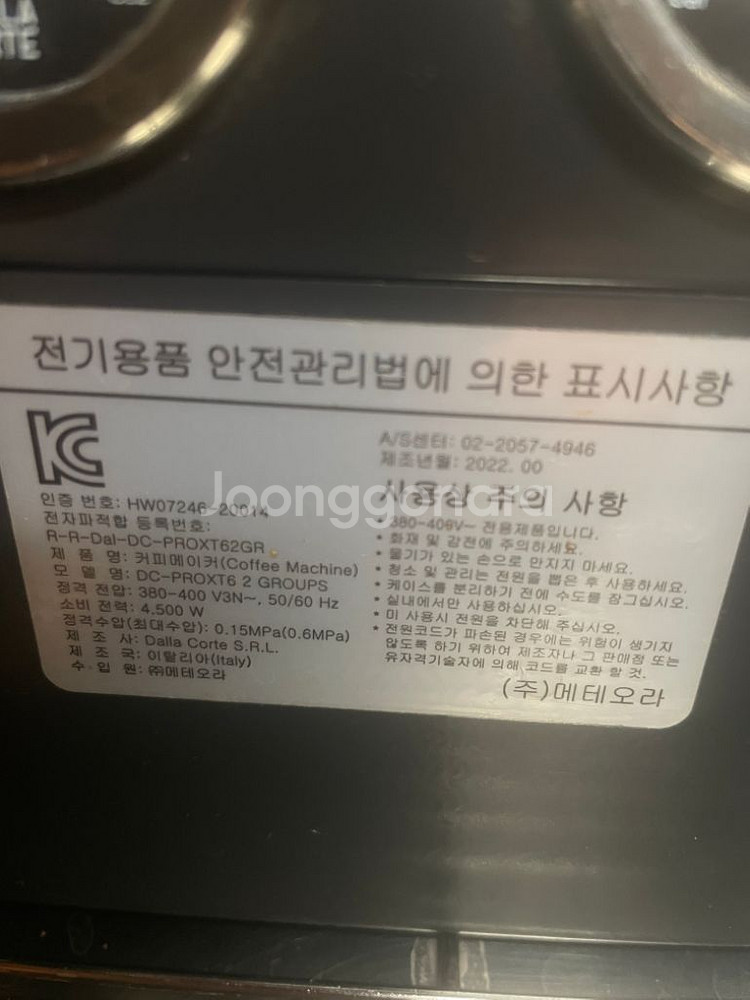 LA
TE
전기용품 안전관리법에 의한 표시사항
인증 번호: HW07246-20014
전자파적합 등록번호:
R-R-Dal-DC-PROXT62GR
제 품 명: 커피메이커(Coffee Machine)
모 델 명: DC-PROXT6 2 GROUPS
정격 전압: 380-400 V3N~, 50/60 Hz
소비 전력: 4.500 W
정격수압(최대수압): 0.15MPa(0.6MPa)
제 조 사: Dalla Corte S.R.L.
제 조 국: 이탈리아(Italy)
수 입 원: ㈜메테오라
A/S센터: 02-2057-4946
제조년월: 2022. 00
사용상 주의 사항
• 380-400V~ 전용제품입니다.
• 화재 및 감전에 주의하세요.
• 물기가 있는 손으로 만지지 마세요.
• 청소 및 관리는 전원을 뽑은 후 사용하세요.
• 케이스를 분리하기 전에 수도를 잠그십시오.
• 실내에서만 사용하십시오.
• 미 사용시 전원을 차단해 주십시오.
• 전원코드가 파손된 경우에는 위험이 생기지
않도록 하기 위하여 제조자나 그 판매점 또는
유자격기술자에 의해 코드를 교환 할 것.
(주)메테오라
Joonggonara